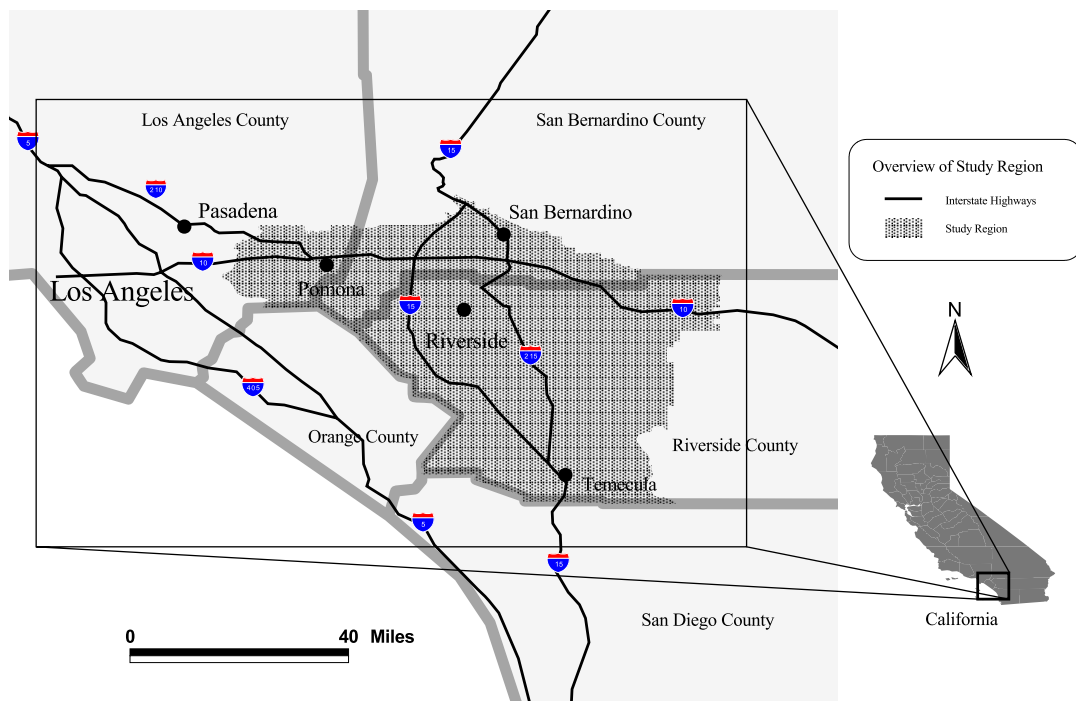 Los Angeles County
San Bernardino County
5
15
210
Pasadena
San Bernardino
10
Los Angeles
Pomona
15
10
Riverside
215
405
Orange County
Riverside County
Temecula
5
15
San Diego County
0 40 Miles
Overview of Study Region
Interstate Highways
Study Region
N
California